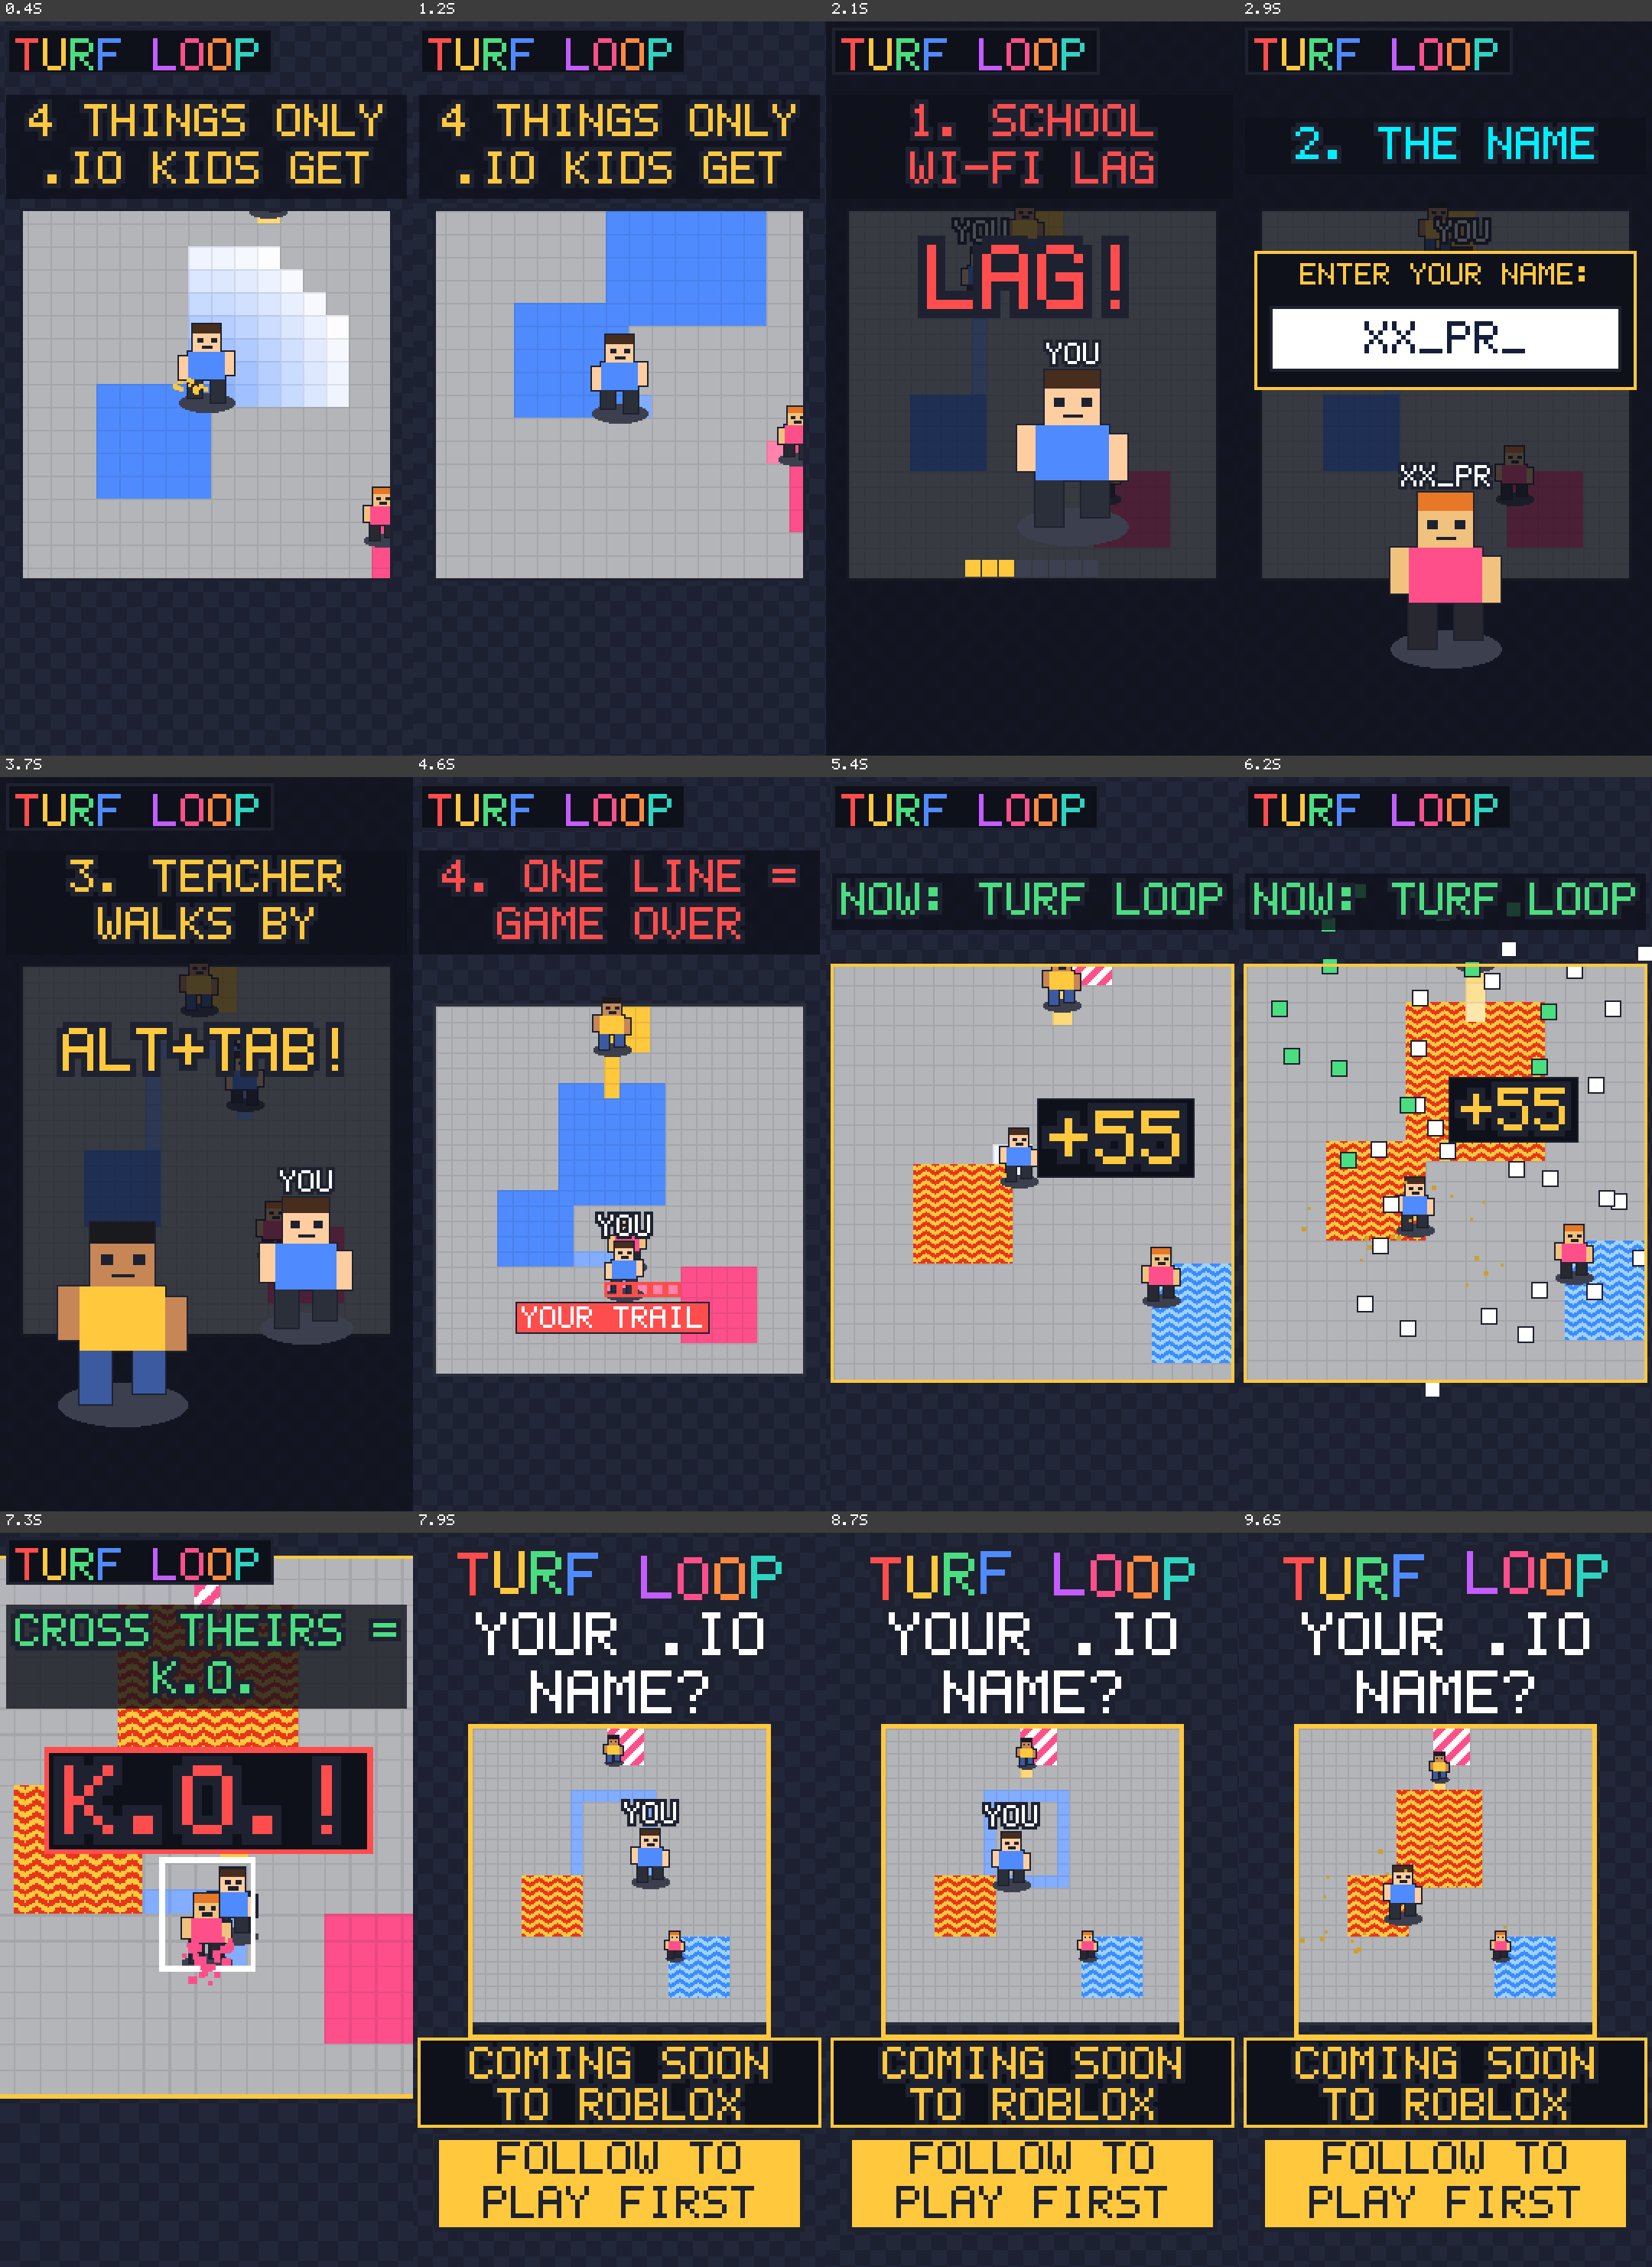 0.4S
TURF LOOP
4 THINGS ONLY
.IO KIDS GET
1.2S
TURF LOOP
4 THINGS ONLY
.IO KIDS GET
2.1S
TURF LOOP
1. SCHOOL
WI-FI LAG
YOU
LAG!
YOU
2.9S
TURF LOOP
2. THE NAME
YOU
ENTER YOUR NAME:
XX_PR_
XX_PR
3.7S
TURF LOOP
3. TEACHER
WALKS BY
ALT+TAB!
YOU
4.6S
TURF LOOP
4. ONE LINE =
GAME OVER
YOU
YOUR TRAIL
5.4S
TURF LOOP
NOW: TURF LOOP
+55
6.2S
TURF LOOP
NOW: TURF LOOP
+55
7.3S
TURF LOOP
CROSS THEIRS =
K.O.
K.O.!
7.9S
TURF LOOP
YOUR .IO
NAME?
YOU
COMING SOON
TO ROBLOX
FOLLOW TO
PLAY FIRST
8.7S
TURF LOOP
YOUR .IO
NAME?
YOU
COMING SOON
TO ROBLOX
FOLLOW TO
PLAY FIRST
9.6S
TURF LOOP
YOUR .IO
NAME?
COMING SOON
TO ROBLOX
FOLLOW TO
PLAY FIRST